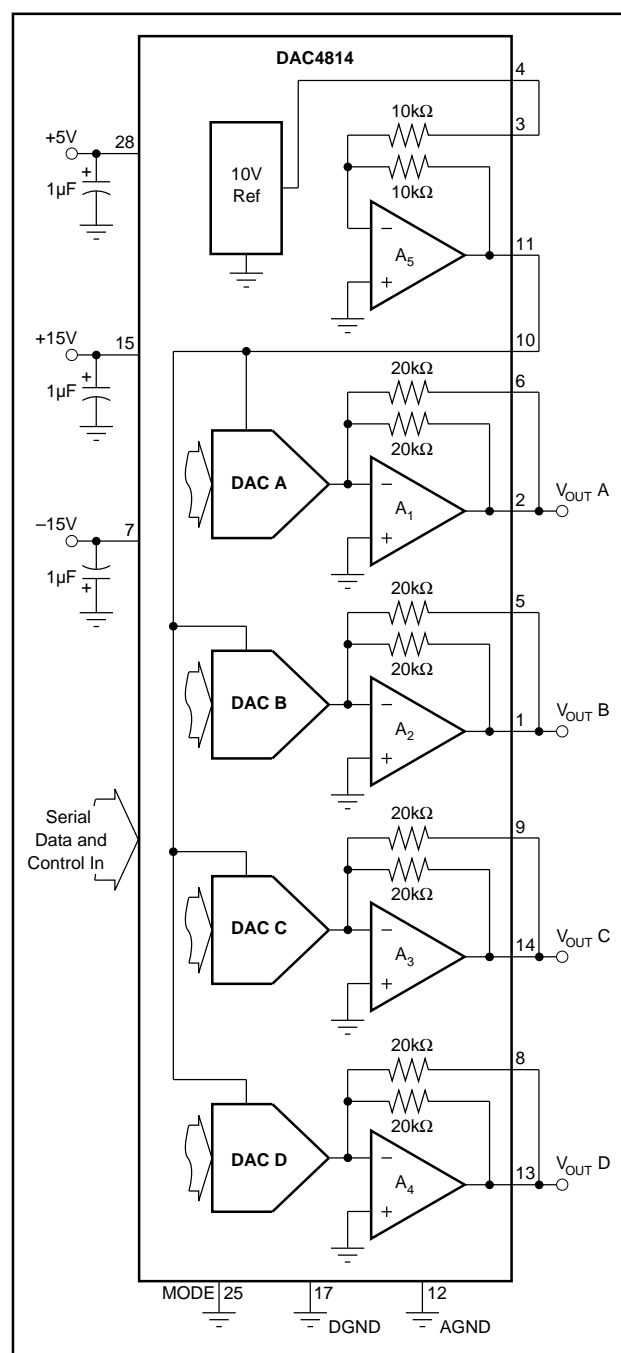 DAC4814
4
10kΩ
3
+5V
28
10V
Ref
+
1µF
10kΩ
–
A5
+
11
+15V
15
10
+
1µF
20kΩ
6
20kΩ
DAC A
–
A1
+
2
VOUT A
–15V
7
1µF
+
20kΩ
5
20kΩ
DAC B
–
A2
+
1
VOUT B
Serial
Data and
Control In
20kΩ
9
20kΩ
DAC C
–
A3
+
14
VOUT C
20kΩ
8
20kΩ
DAC D
–
A4
+
13
VOUT D
MODE 25
17
DGND
12
AGND